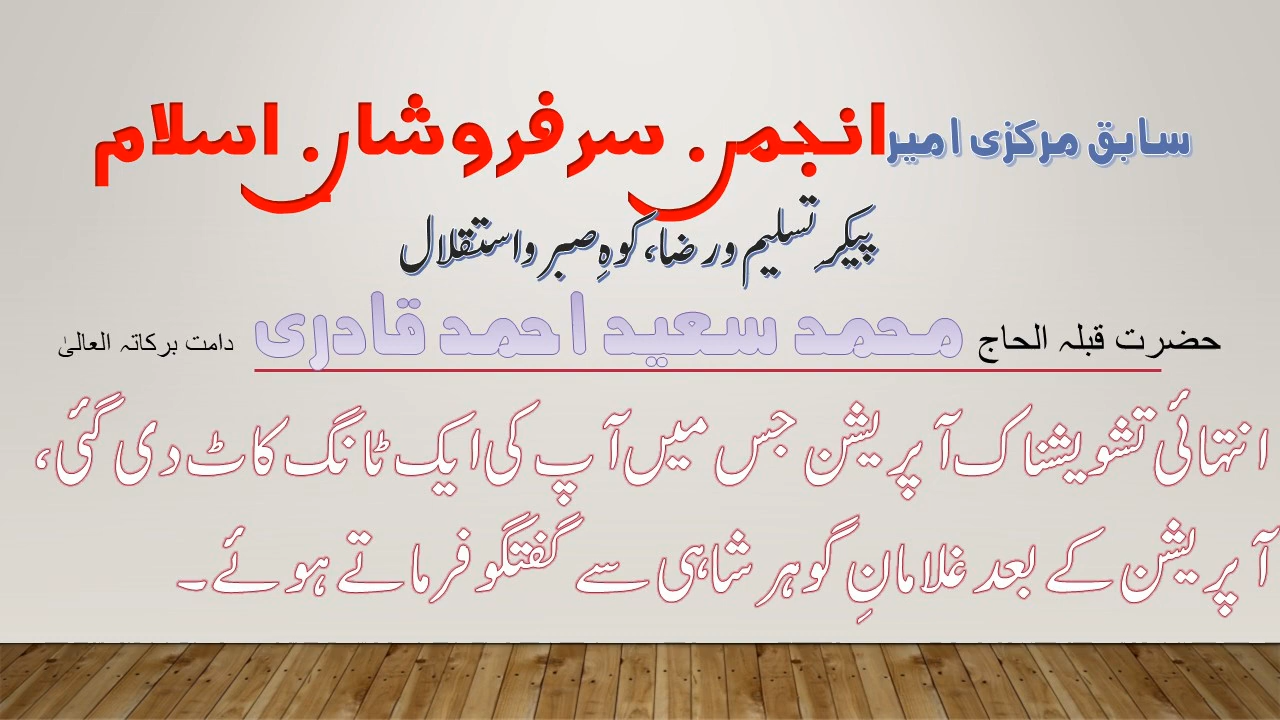 سابق مرکزی امیر انجمن سرفروشانِ اسلام
پیکرِ تسلیم ورضا، کوہِ صبر واستقلال
حضرت قبلہ الحاج محمد سعید احمد قادری دامت برکاتہ العالیٰ
انتہائی تشویشناک آپریشن جس میں آپ کی ایک ٹانگ کاٹ دی گئی،
آپریشن کے بعد غلامانِ گوہر شاہی سے گفتگو فرماتے ہوئے۔